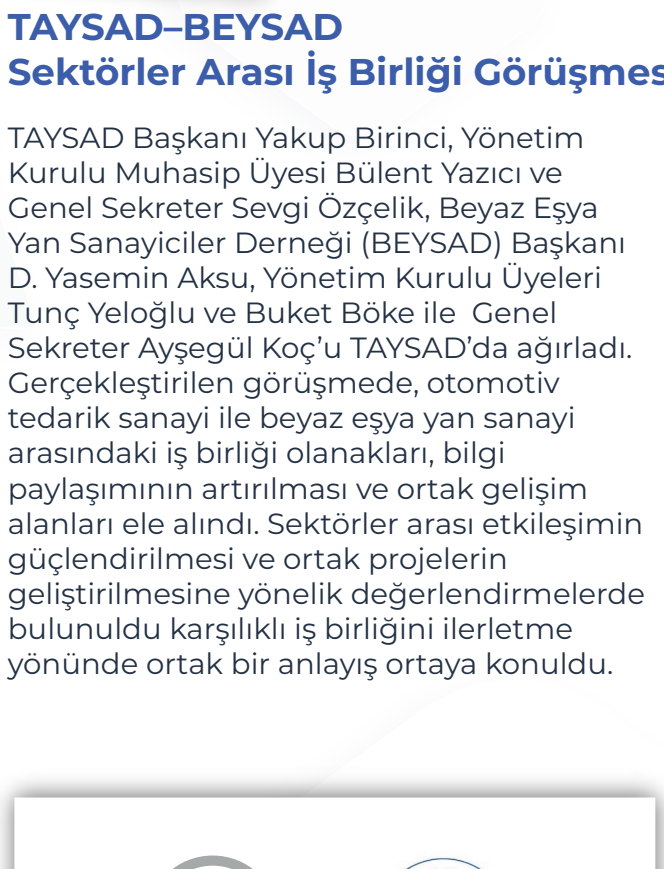 TAYSAD–BEYSAD
Sektörler Arası İş Birliği Görüşmes
TAYSAD Başkanı Yakup Birinci, Yönetim
Kurulu Muhasip Üyesi Bülent Yazıcı ve
Genel Sekreter Sevgi Özçelik, Beyaz Eşya
Yan Sanayiciler Derneği (BEYSAD) Başkanı
D. Yasemin Aksu, Yönetim Kurulu Üyeleri
Tunç Yeloğlu ve Buket Böke ile  Genel
Sekreter Ayşegül Koç’u TAYSAD’da ağırladı.
Gerçekleştirilen görüşmede, otomotiv
tedarik sanayi ile beyaz eşya yan sanayi
arasındaki iş birliği olanakları, bilgi
paylaşımının artırılması ve ortak gelişim
alanları ele alındı. Sektörler arası etkileşimin
güçlendirilmesi ve ortak projelerin
geliştirilmesine yönelik değerlendirmelerde
bulunuldu karşılıklı iş birliğini ilerletme
yönünde ortak bir anlayış ortaya konuldu.